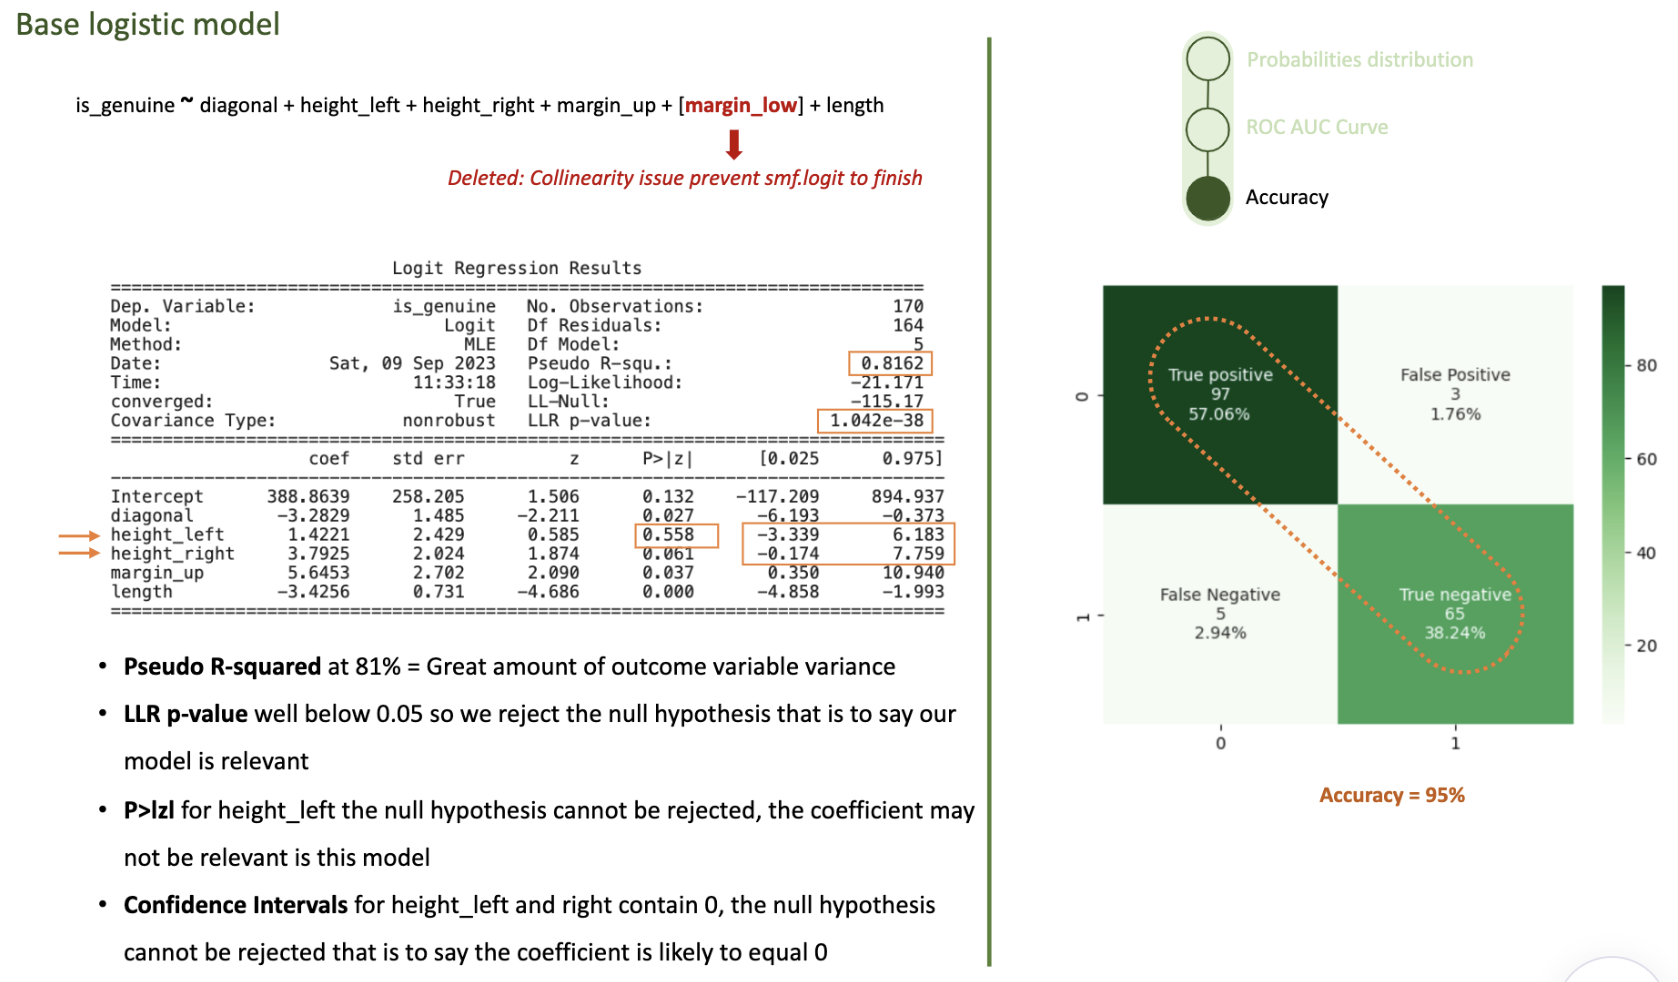 Base logistic model
is_genuine ~ diagonal + height_left + height_right + margin_up + [margin_low] + length
Deleted: Collinearity issue prevent smf.logit to finish
Logit Regression Results
==============================================================================
Dep. Variable: is_genuine No. Observations: 170
Model: Logit Df Residuals: 164
Method: MLE Df Model: 5
Date: Sat, 09 Sep 2023 Pseudo R-squ.: 0.8162
Time: 11:33:18 Log-Likelihood: -21.171
converged: True LL-Null: -115.17
Covariance Type: nonrobust LLR p-value: 1.042e-38
================================================================================
coef std err z P>|z| [0.025 0.975]
--------------------------------------------------------------------------------
Intercept 388.8639 258.205 1.506 0.132 -117.209 894.937
diagonal -3.2829 1.485 -2.211 0.027 -6.193 -0.373
height_left 1.4221 2.429 0.585 0.558 -3.339 6.183
height_right 3.7925 2.024 1.874 0.061 -0.174 7.759
margin_up 5.6453 2.702 2.090 0.037 0.350 10.940
length -3.4256 0.731 -4.686 0.000 -4.858 -1.993
================================================================================
• Pseudo R-squared at 81% = Great amount of outcome variable variance
• LLR p-value well below 0.05 so we reject the null hypothesis that is to say our
model is relevant
• P>lzl for height_left the null hypothesis cannot be rejected, the coefficient may
not be relevant is this model
• Confidence Intervals for height_left and right contain 0, the null hypothesis
cannot be rejected that is to say the coefficient is likely to equal 0
Probabilities distribution
ROC AUC Curve
Accuracy
0
True positive
97
57.06%
False Positive
3
1.76%
1
False Negative
5
2.94%
True negative
65
38.24%
0 1
80
60
40
20
Accuracy = 95%